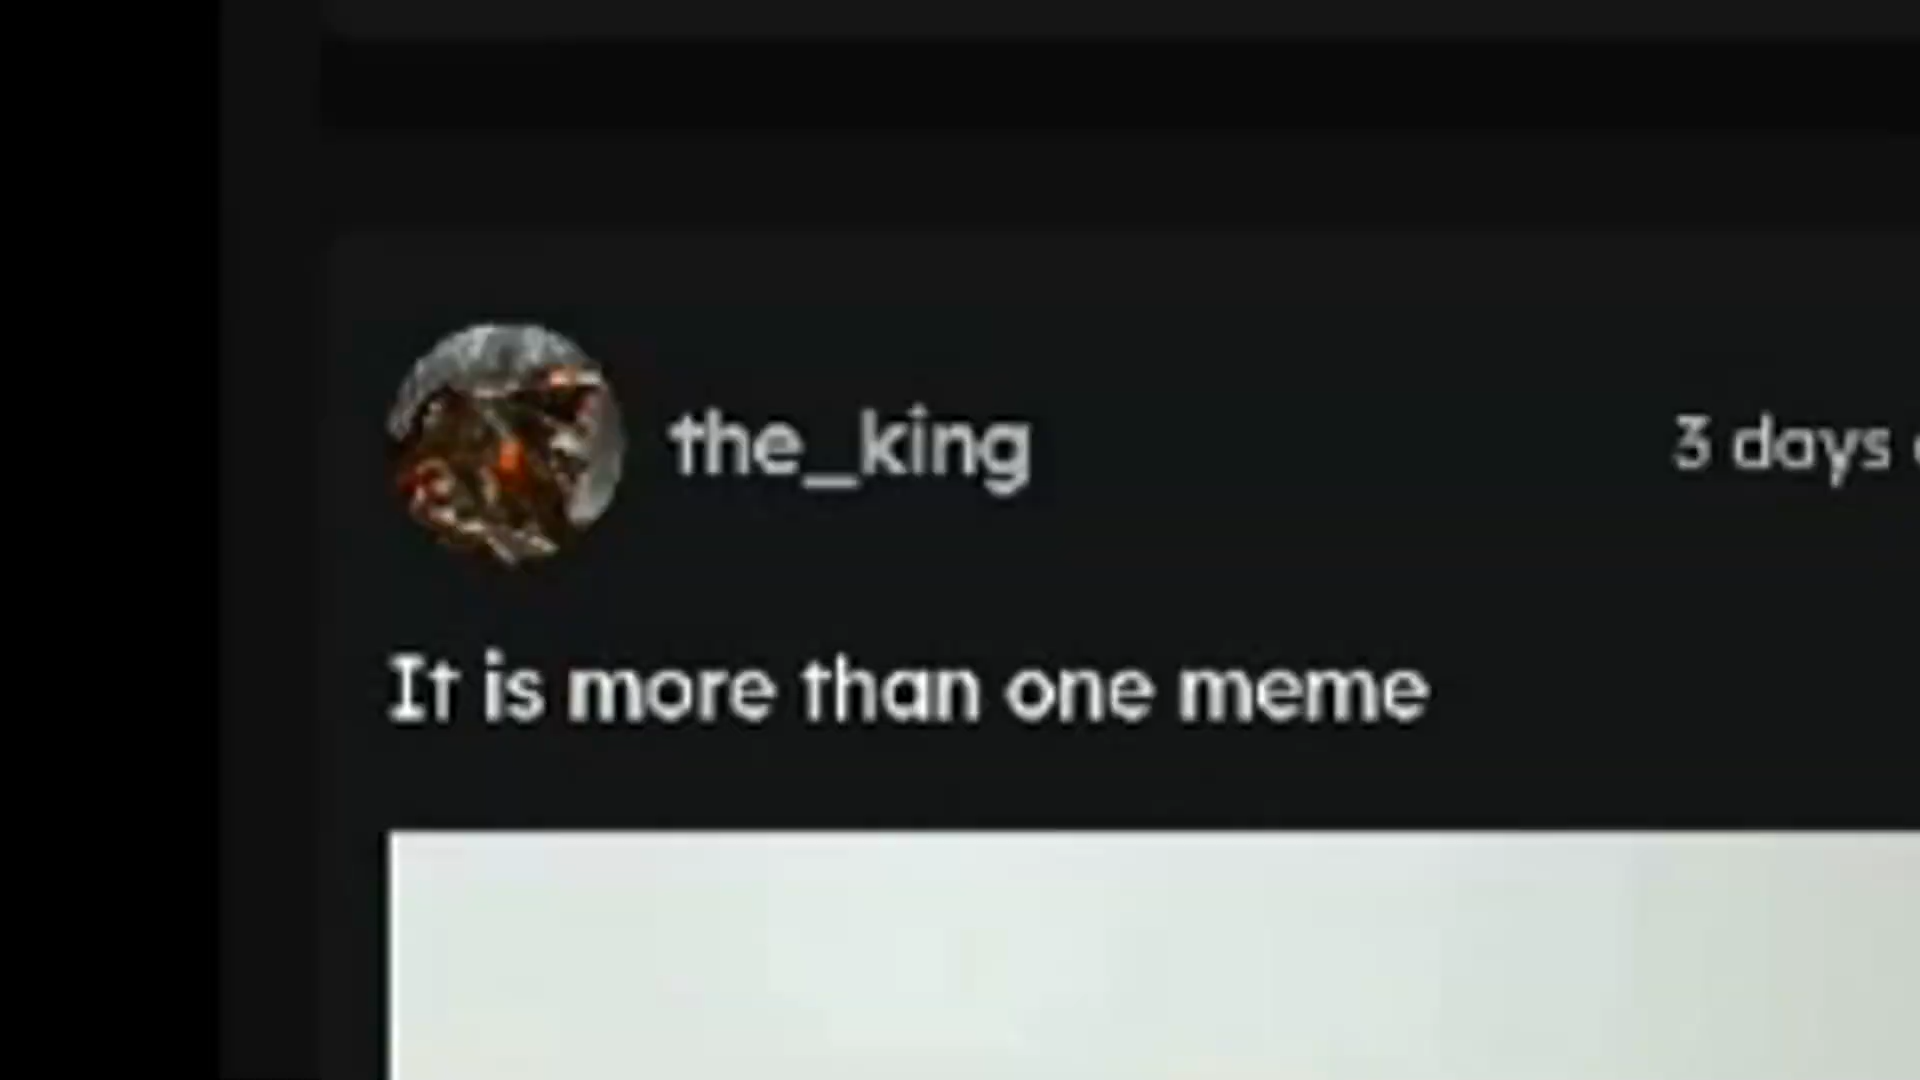 the_king
3 days
It is more than one meme